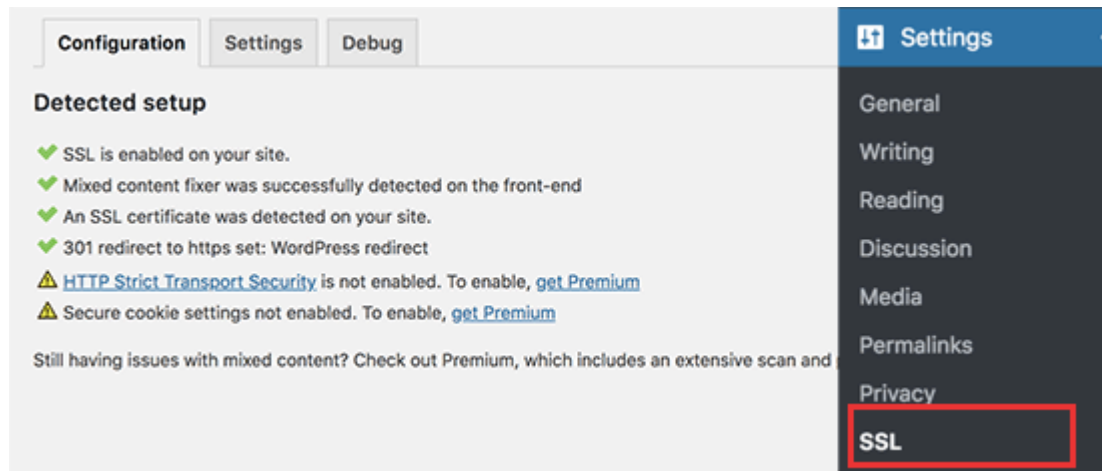 Configuration
Settings
Debug
Detected setup
SSL is enabled on your site.
Mixed content fixer was successfully detected on the front-end
An SSL certificate was detected on your site.
301 redirect to https set: WordPress redirect
HTTP Strict Transport Security is not enabled. To enable, get Premium
Secure cookie settings not enabled. To enable, get Premium
Still having issues with mixed content? Check out Premium, which includes an extensive scan and
Settings
General
Writing
Reading
Discussion
Media
Permalinks
Privacy
SSL